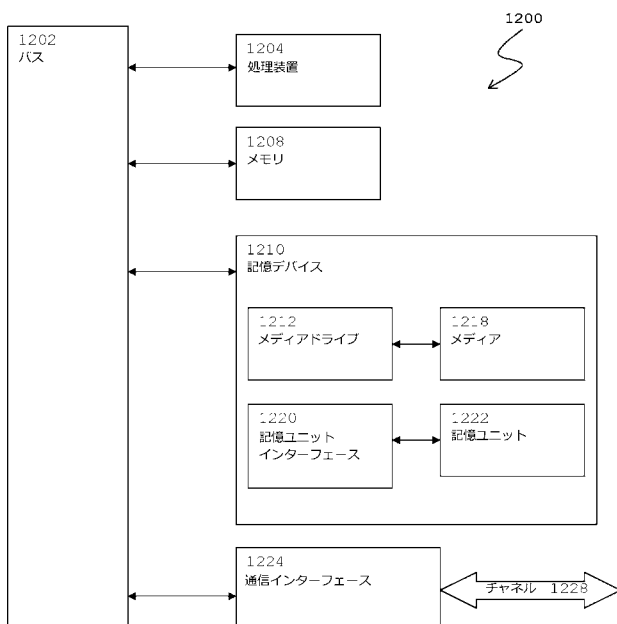 1200
1202
バス
1204
処理装置
1208
メモリ
1210
記憶デバイス
1212
メディアドライブ
1218
メディア
1220
記憶ユニット
インターフェース
1222
記憶ユニット
1224
通信インターフェース
チャネル 1228